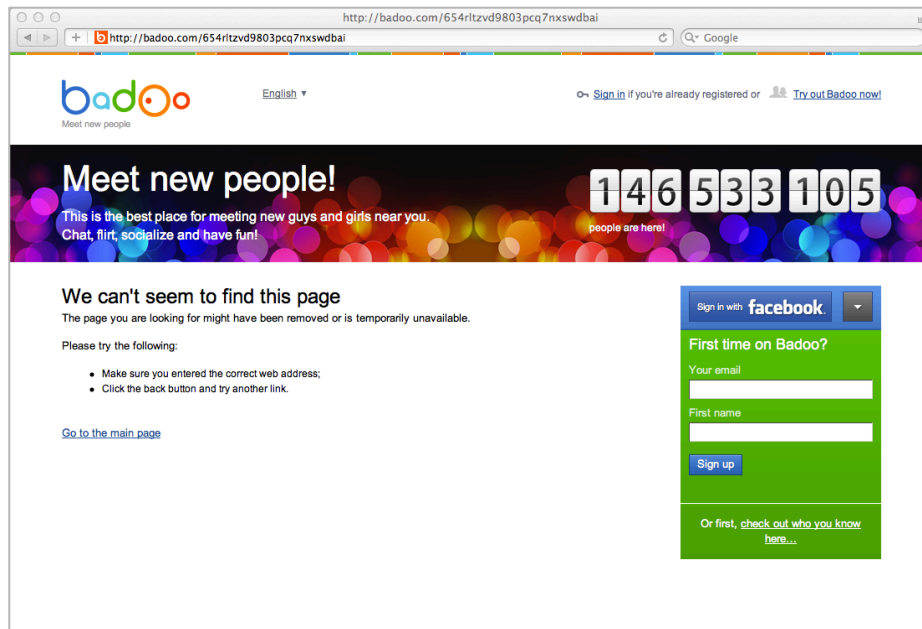 http://badoo.com/654rltzvd9803pcq7nxswdbai
http://badoo.com/654rltzvd9803pcq7nxswdbai
Google
badoo
Meet new people
English
Sign in if you're already registered or
Try out Badoo now!
Meet new people!
This is the best place for meeting new guys and girls near you.
Chat, flirt, socialize and have fun!
146 533 105
people are here!
We can't seem to find this page
The page you are looking for might have been removed or is temporarily unavailable.
Please try the following:
Make sure you entered the correct web address;
Click the back button and try another link.
Go to the main page
Sign in with facebook.
First time on Badoo?
Your email
First name
Sign up
Or first, check out who you know
here...